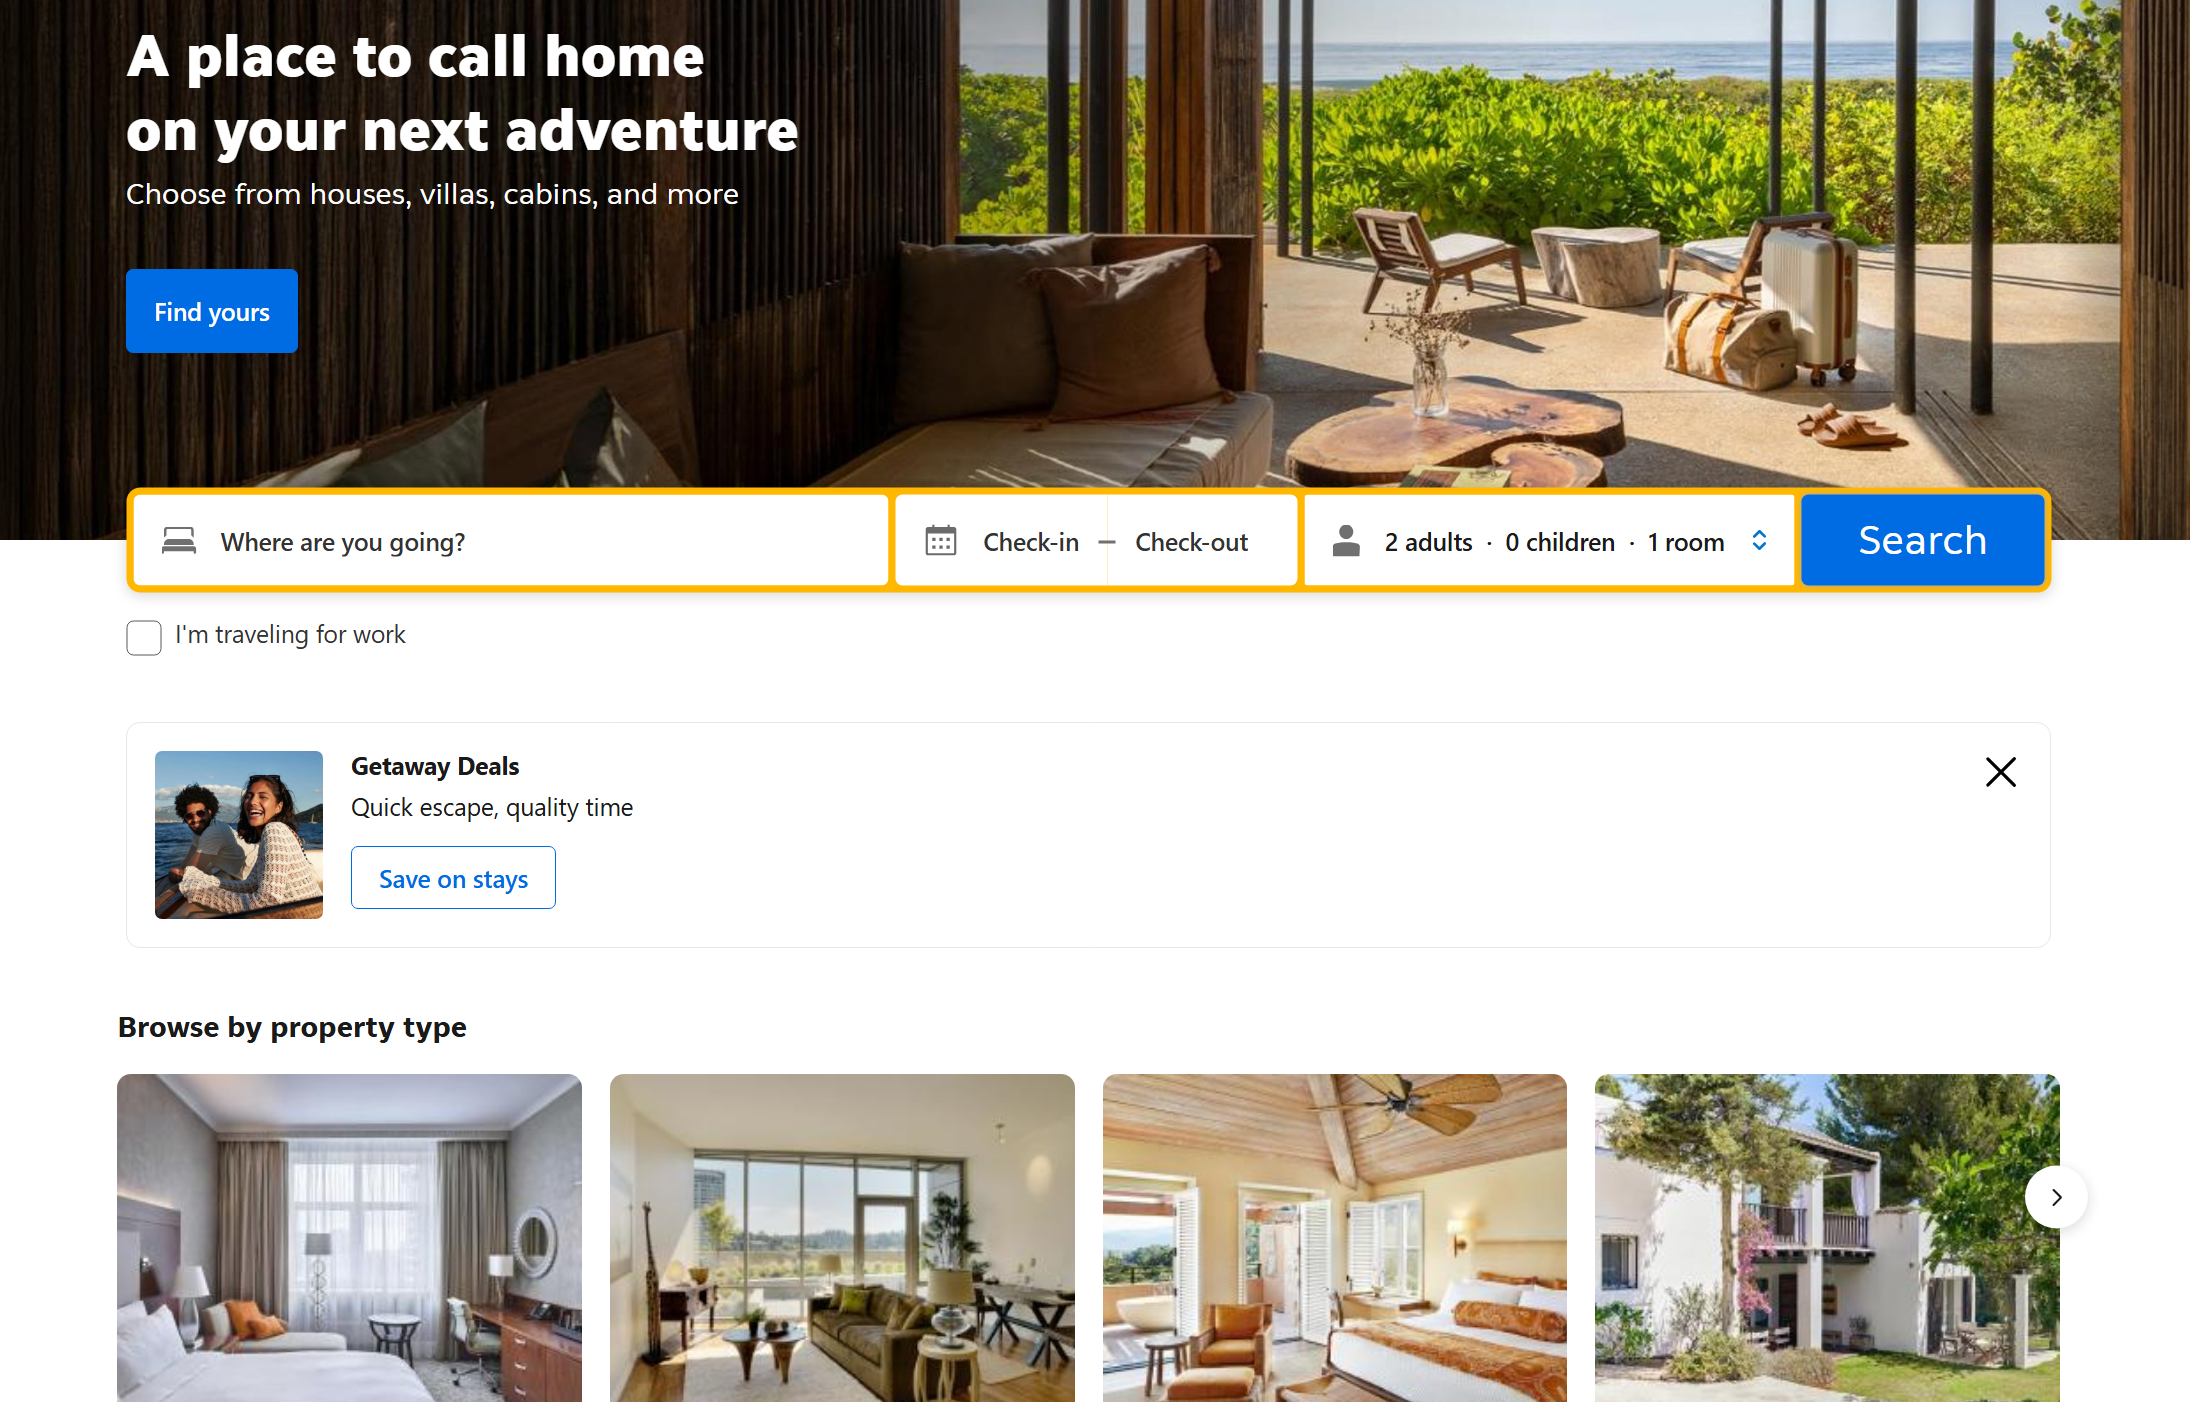 A place to call home
on your next adventure
Choose from houses, villas, cabins, and more
Find yours
Where are you going?
Check-in — Check-out
2 adults · 0 children · 1 room
Search
I'm traveling for work
Getaway Deals
Quick escape, quality time
Save on stays
Browse by property type